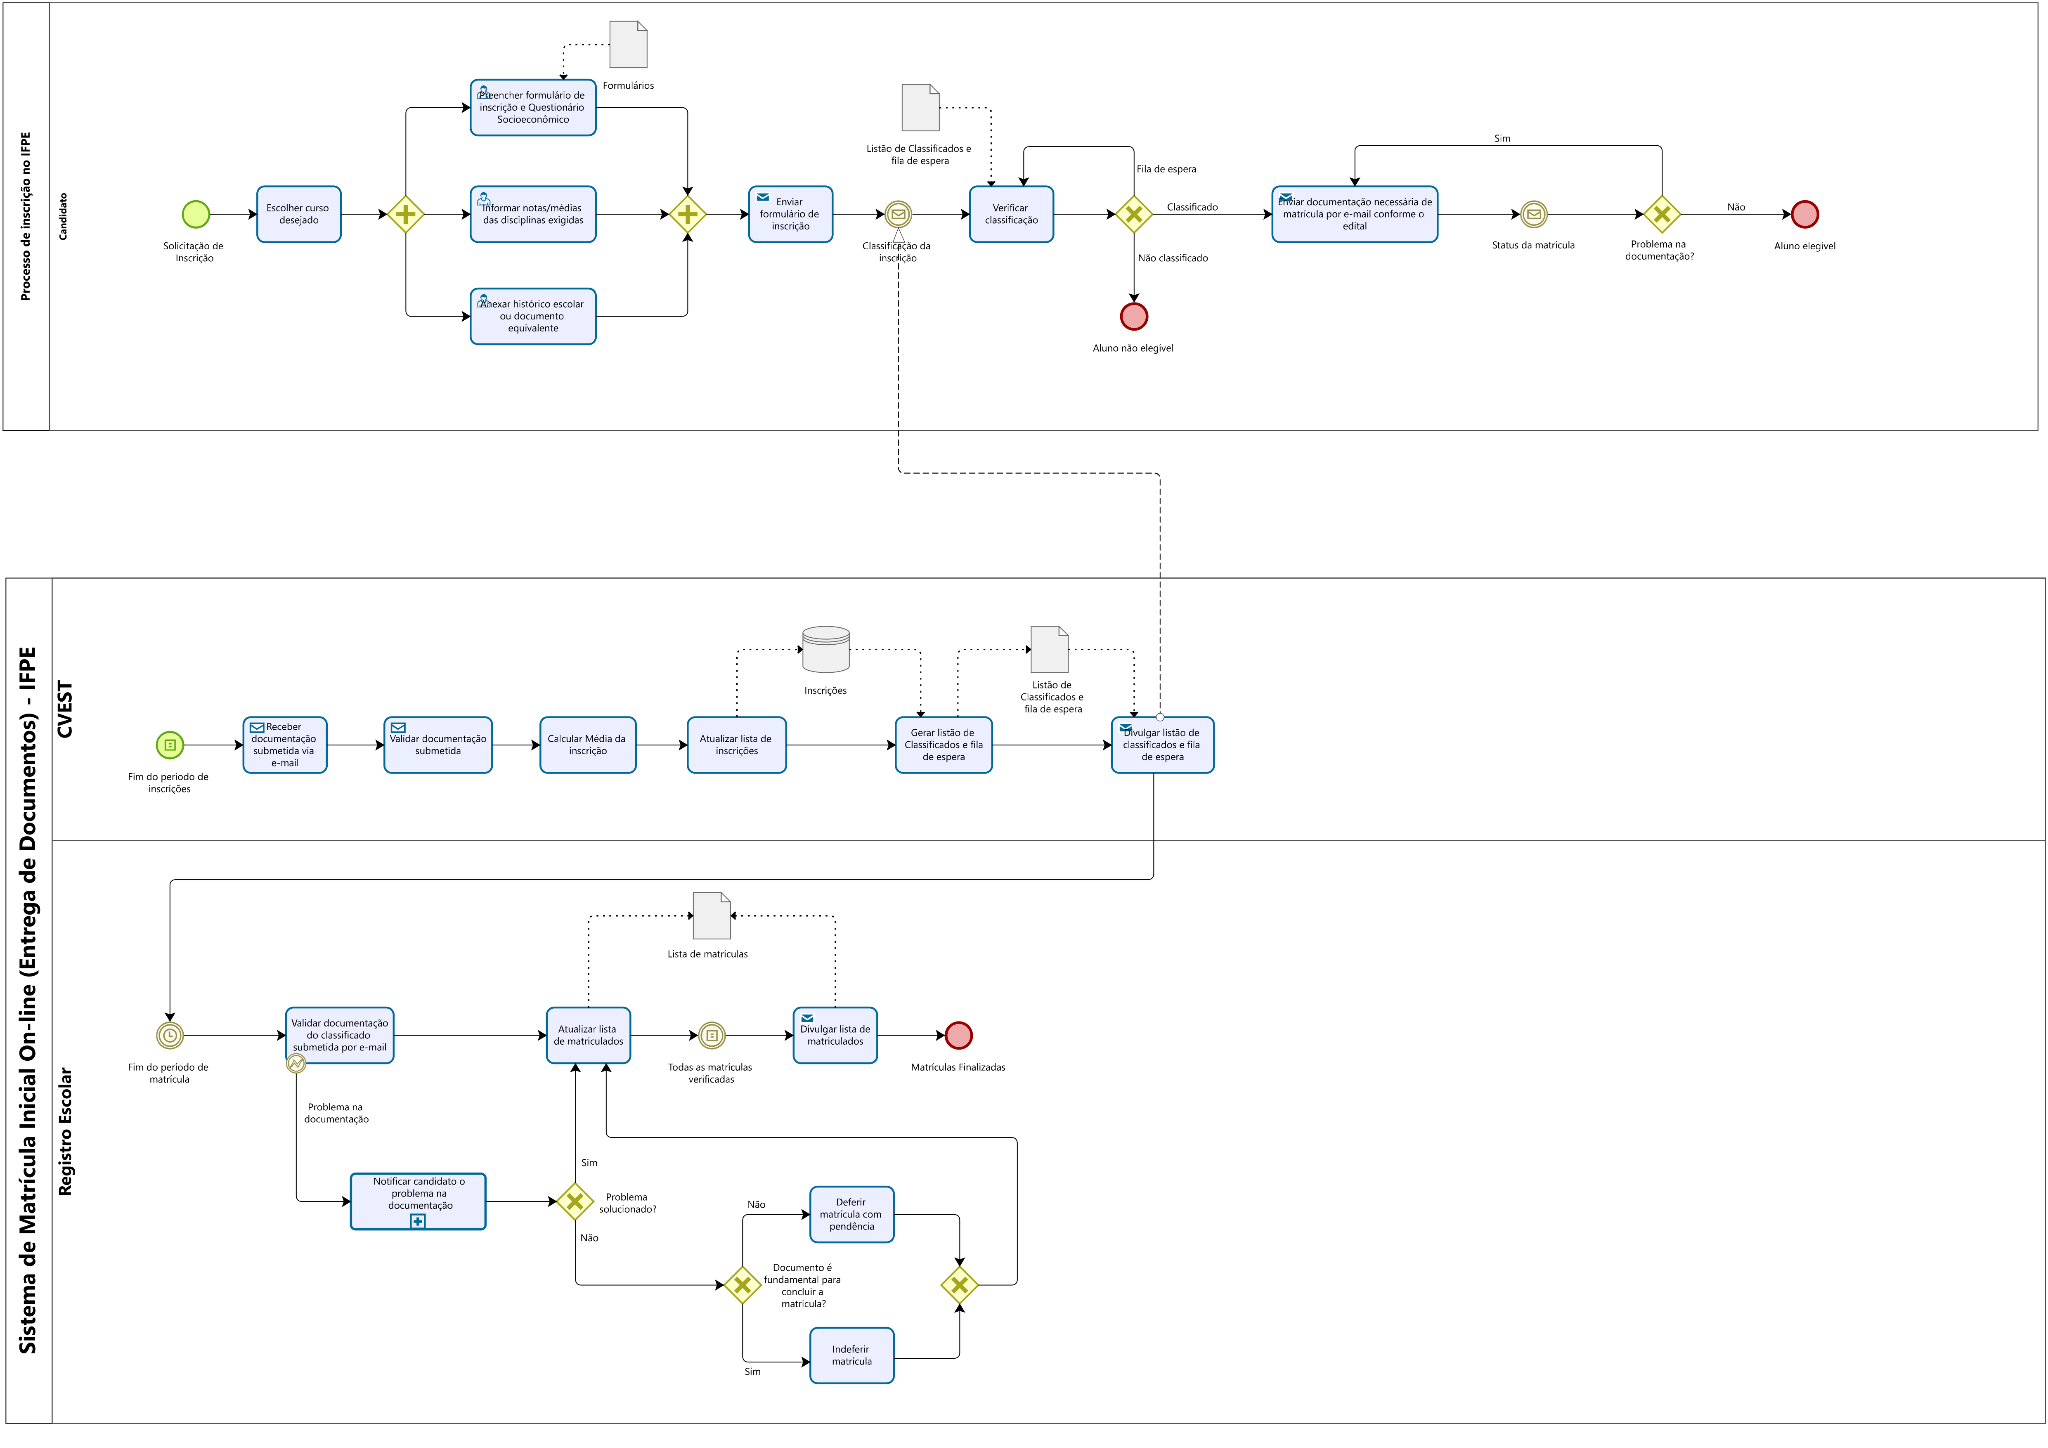 Processo de inscrição no IFPE
Candidato
Solicitação de
Inscrição
Escolher curso
desejado
Preencher formulário de
inscrição e Questionário
Socioeconômico
Formulários
Informar notas/médias
das disciplinas exigidas
Anexar histórico escolar
ou documento
equivalente
Enviar
formulário de
inscrição
Classificação da
inscrição
Listão de Classificados e
fila de espera
Verificar
classificação
Fila de espera
Classificado
Não classificado
Aluno não elegível
Enviar documentação necessária de
matrícula por e-mail conforme o
edital
Status da matrícula
Sim
Problema na
documentação?
Não
Aluno elegível
Sistema de Matrícula Inicial On-line (Entrega de Documentos) - IFPE
CVEST
Fim do período de
inscrições
Receber
documentação
submetida via
e-mail
Validar documentação
submetida
Calcular Média da
inscrição
Atualizar lista de
inscrições
Inscrições
Gerar listão de
Classificados e fila
de espera
Listão de
Classificados e
fila de espera
Divulgar listão de
classificados e fila
de espera
Registro Escolar
Fim do período de
matrícula
Validar documentação
do classificado
submetida por e-mail
Problema na
documentação
Atualizar lista
de matriculados
Lista de matrículas
Todas as matrículas
verificadas
Divulgar lista de
matriculados
Matrículas Finalizadas
Notificar candidato o
problema na
documentação
Sim
Problema
solucionado?
Não
Não
Documento é
fundamental para
concluir a
matrícula?
Sim
Deferir
matrícula com
pendência
Indeferir
matrícula